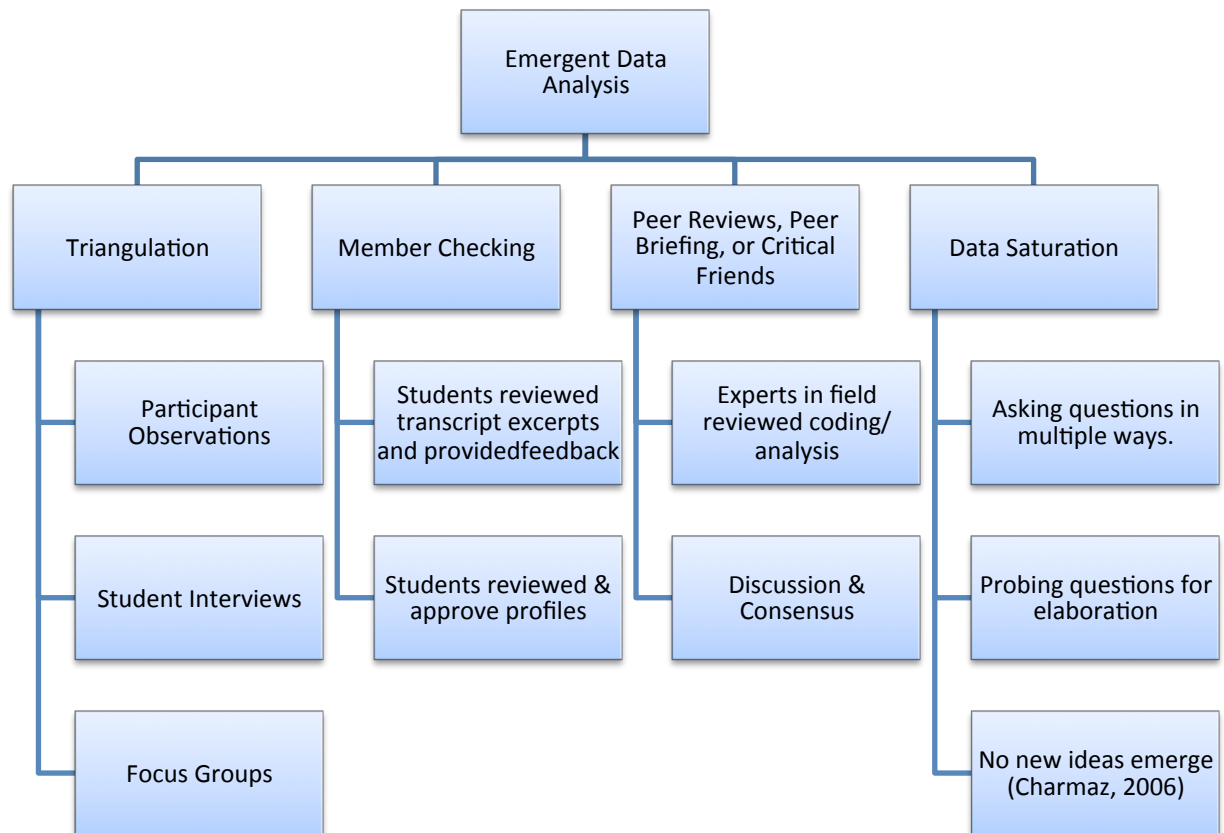 Emergent Data
Analysis
Triangulation
Participant
Observations
Student Interviews
Focus Groups
Member Checking
Students reviewed
transcript excerpts
and providedfeedback
Students reviewed &
approve profiles
Peer Reviews, Peer
Briefing, or Critical
Friends
Experts in field
reviewed coding/
analysis
Discussion &
Consensus
Data Saturation
Asking questions in
multiple ways.
Probing questions for
elaboration
No new ideas emerge
(Charmaz, 2006)